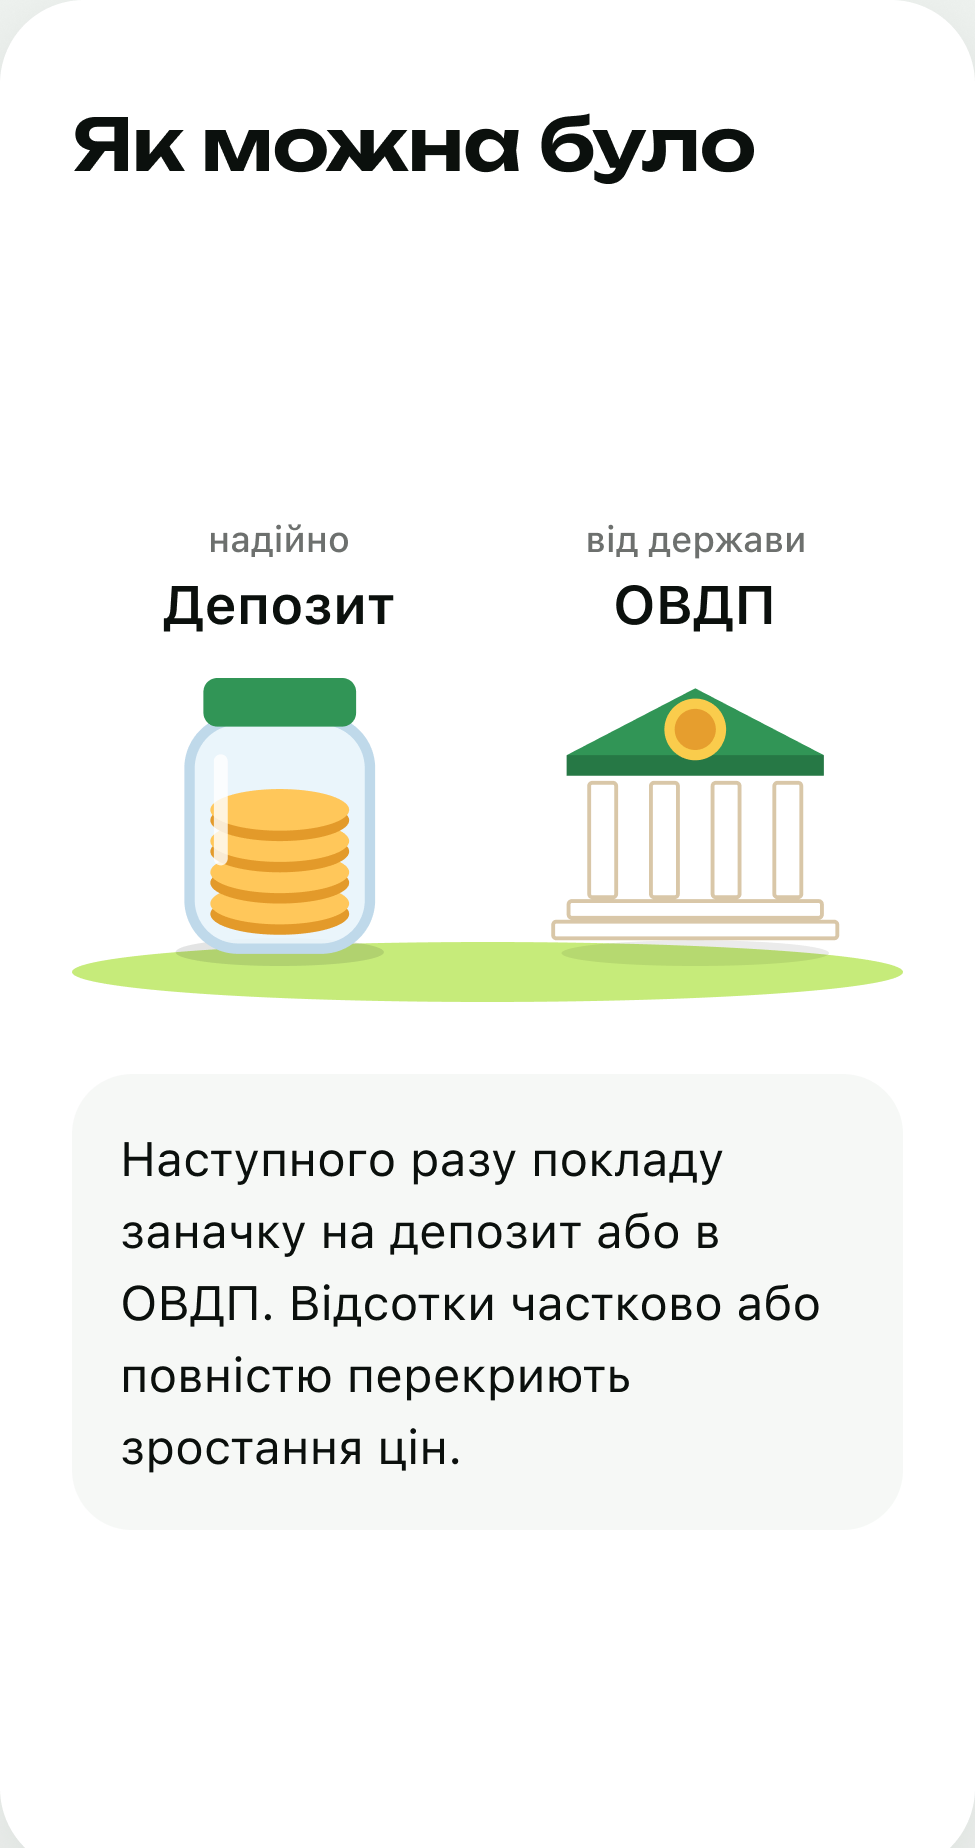 Як можна було
надійно
Депозит
від держави
ОВДП
Наступного разу покладу
заначку на депозит або в
ОВДП. Відсотки частково або
повністю перекриють
зростання цін.